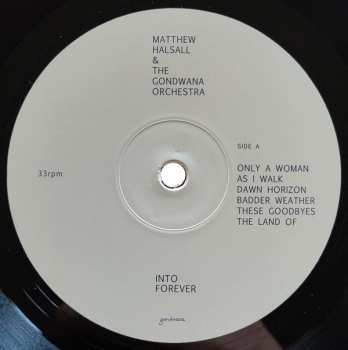 MATTHEW
HALSALL
&
THE
GONDWANA
ORCHESTRA
33rpm
SIDE A
ONLY A WOMAN
AS I WALK
DAWN HORIZON
BADDER WEATHER
THESE GOODBYES
THE LAND OF
INTO
FOREVER
gondwana